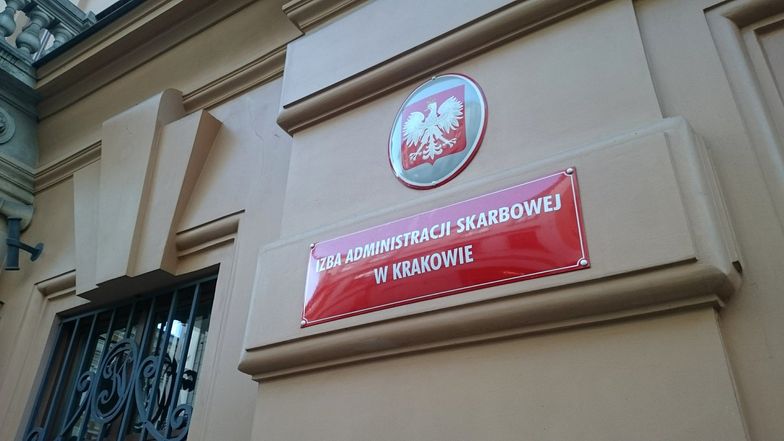 IZBA ADMINISTRACJI SKARBOWEJ
W KRAKOWIE